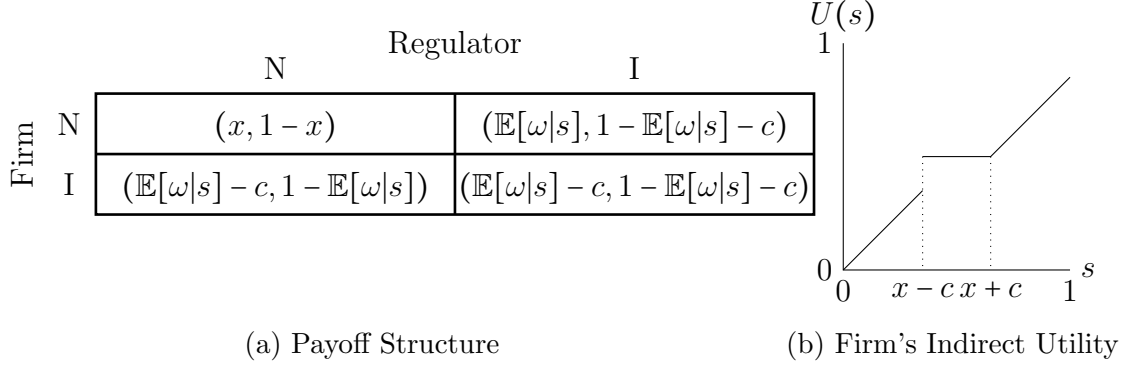 Regulator
N I
Firm
N (x, 1 − x) (𝔼[ω|s], 1 − 𝔼[ω|s] − c)
I (𝔼[ω|s] − c, 1 − 𝔼[ω|s]) (𝔼[ω|s] − c, 1 − 𝔼[ω|s] − c)
(a) Payoff Structure
U(s)
1
0
s
0 x − c x + c 1
(b) Firm's Indirect Utility